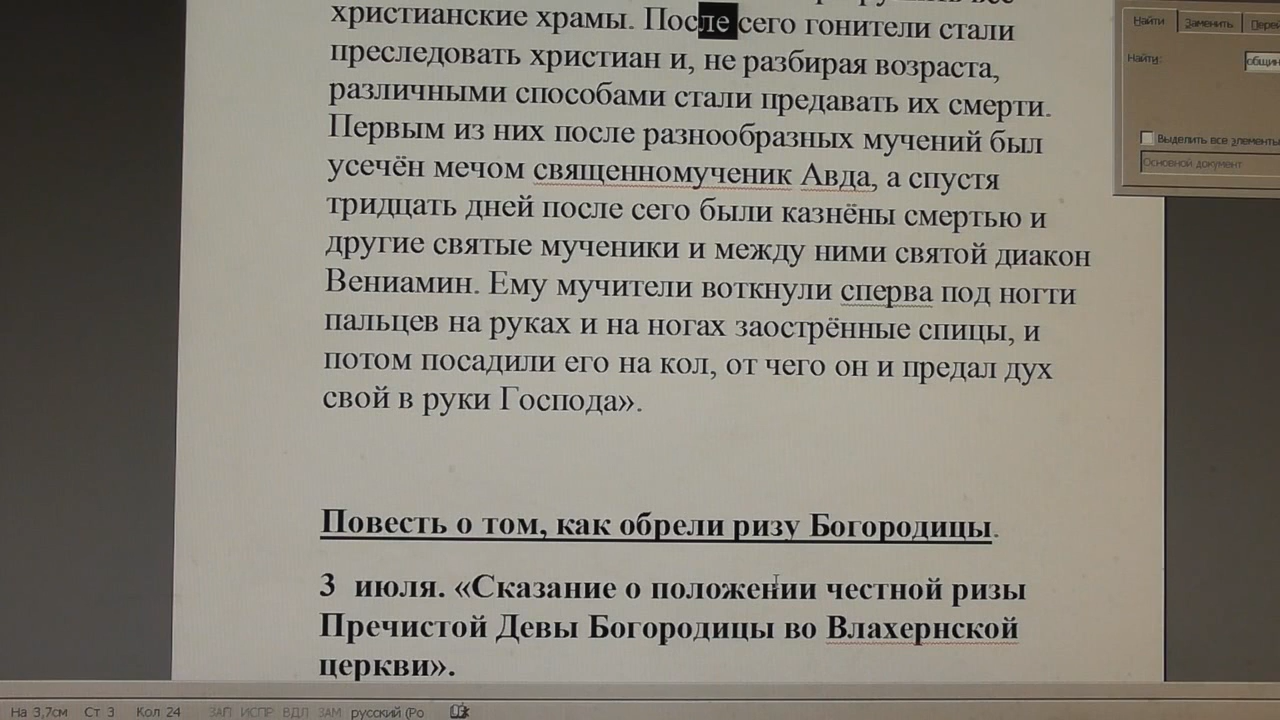 христианские храмы. После сего гонители стали
преследовать христиан и, не разбирая возраста,
различными способами стали предавать их смерти.
Первым из них после разнообразных мучений был
усечён мечом священномученик Авда, а спустя
тридцать дней после сего были казнёны смертью и
другие святые мученики и между ними святой диакон
Вениамин. Ему мучители воткнули сперва под ногти
пальцев на руках и на ногах заострённые спицы, и
потом посадили его на кол, от чего он и предал дух
свой в руки Господа».
Повесть о том, как обрели ризу Богородицы.
3 июля. «Сказание о положении честной ризы
Пречистой Девы Богородицы во Влахернской
церкви».
Найти Заменить
Найти:
Выделить все элементы
Основной документ
На 3,7см Ст 3 Кол 24 ЗАП ИСПР ВДЛ ЗАМ русский (Ро